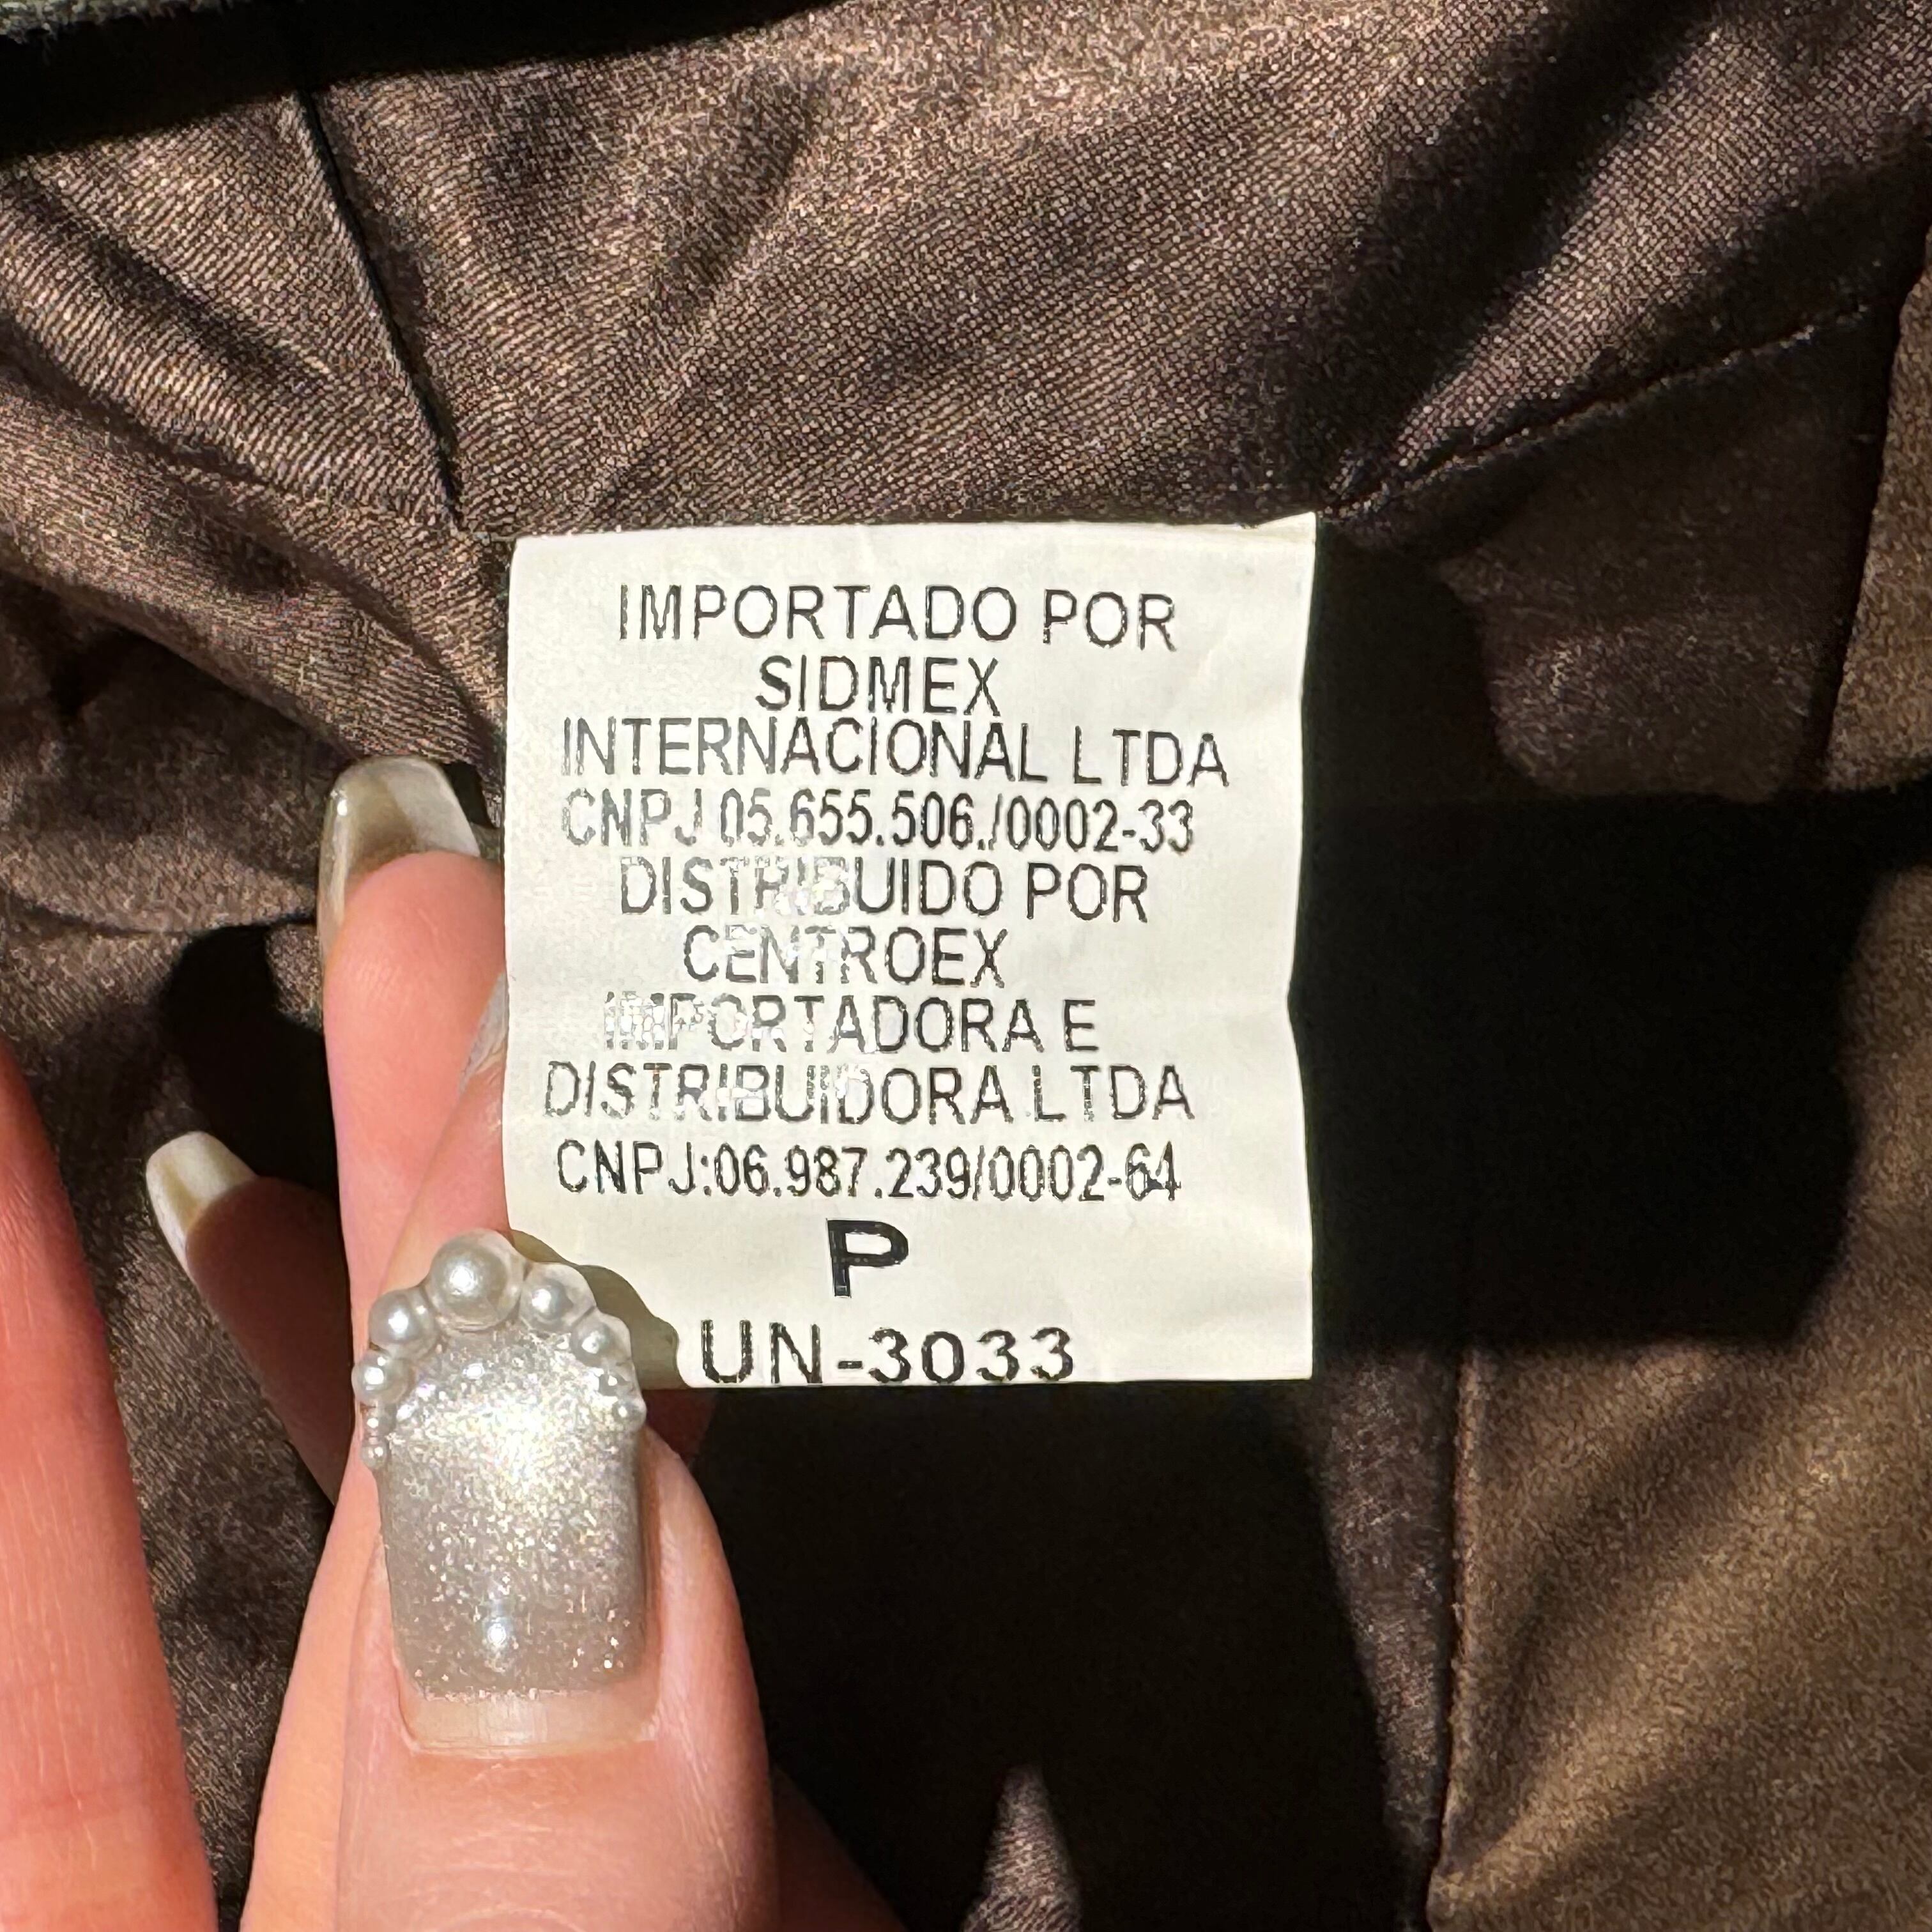 IMPORTADO POR
SIDMEX
INTERNACIONAL LTDA
CNPJ 05.655.506./0002-33
DISTRIBUIDO POR
CENTROEX
IMPORTADORA E
DISTRIBUIDORA LTDA
CNPJ:06.987.239/0002-64
P
UN-3033